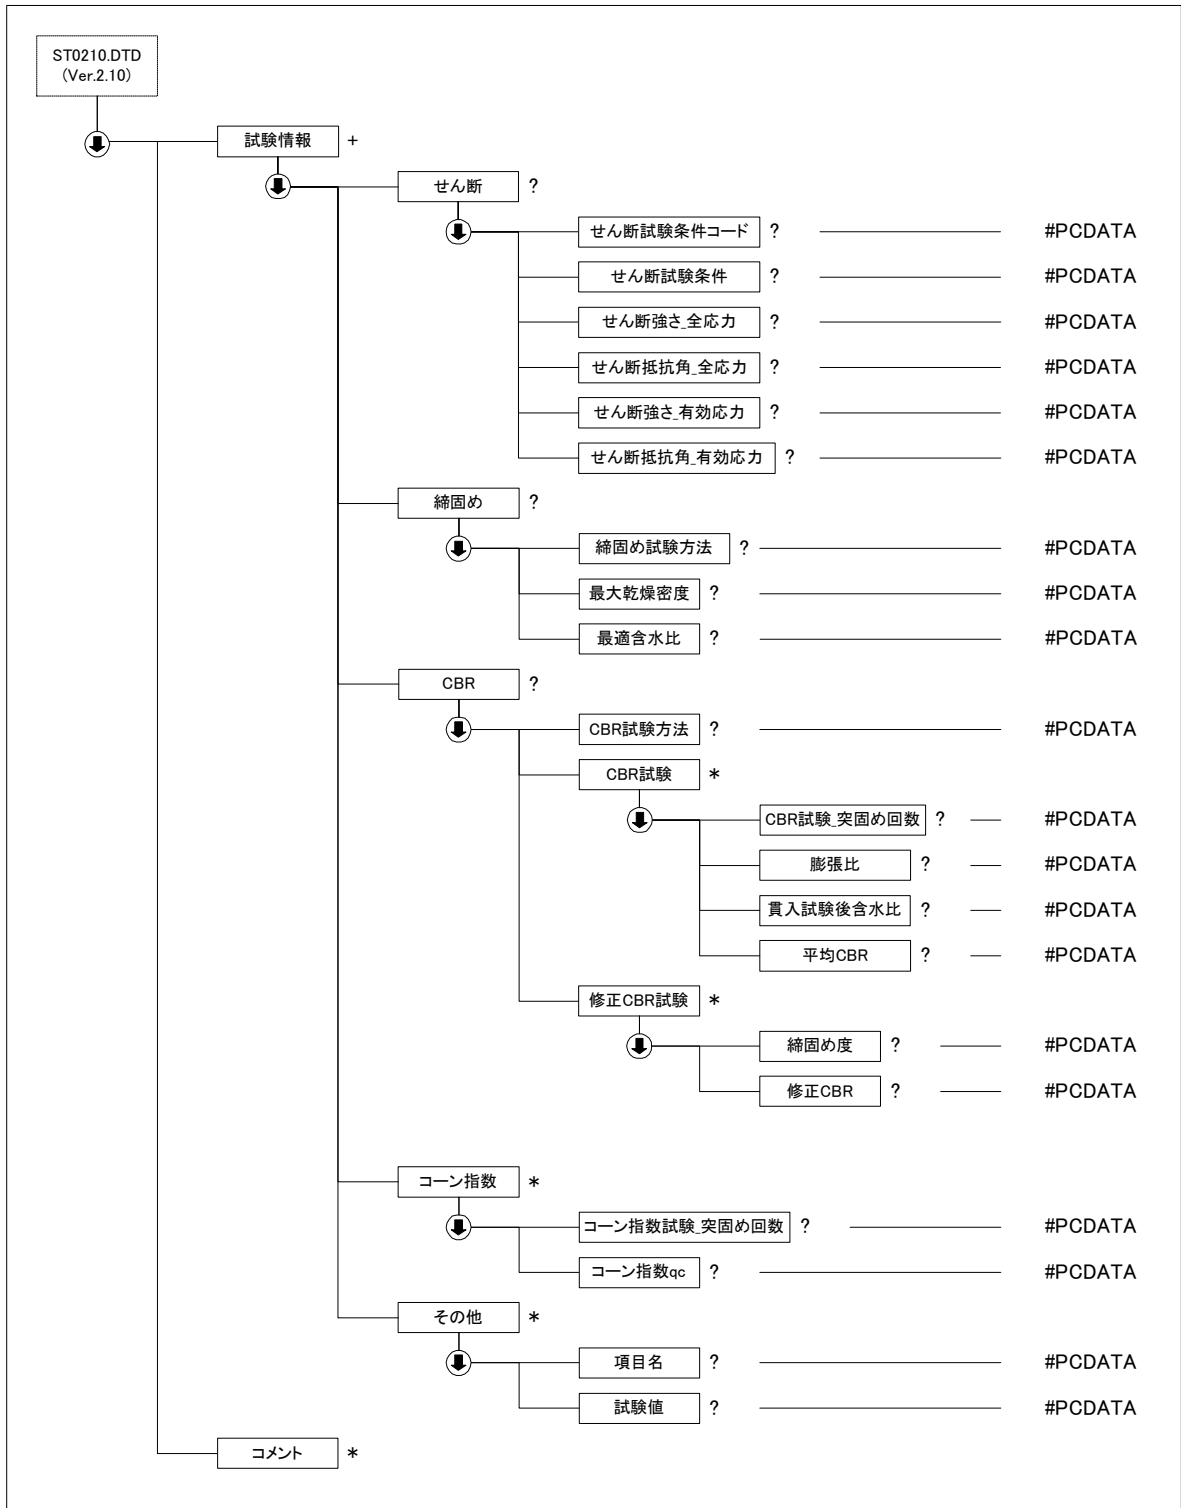 ST0210.DTD
(Ver.2.10)
試験情報 +
せん断 ?
せん断試験条件コード ? #PCDATA
せん断試験条件 ? #PCDATA
せん断強さ_全応力 ? #PCDATA
せん断抵抗角_全応力 ? #PCDATA
せん断強さ_有効応力 ? #PCDATA
せん断抵抗角_有効応力 ? #PCDATA
締固め ?
締固め試験方法 ? #PCDATA
最大乾燥密度 ? #PCDATA
最適含水比 ? #PCDATA
CBR ?
CBR試験方法 ? #PCDATA
CBR試験 *
CBR試験_突固め回数 ? #PCDATA
膨張比 ? #PCDATA
貫入試験後含水比 ? #PCDATA
平均CBR ? #PCDATA
修正CBR試験 *
締固め度 ? #PCDATA
修正CBR ? #PCDATA
コーン指数 *
コーン指数試験_突固め回数 ? #PCDATA
コーン指数qc ? #PCDATA
その他 *
項目名 ? #PCDATA
試験値 ? #PCDATA
コメント *